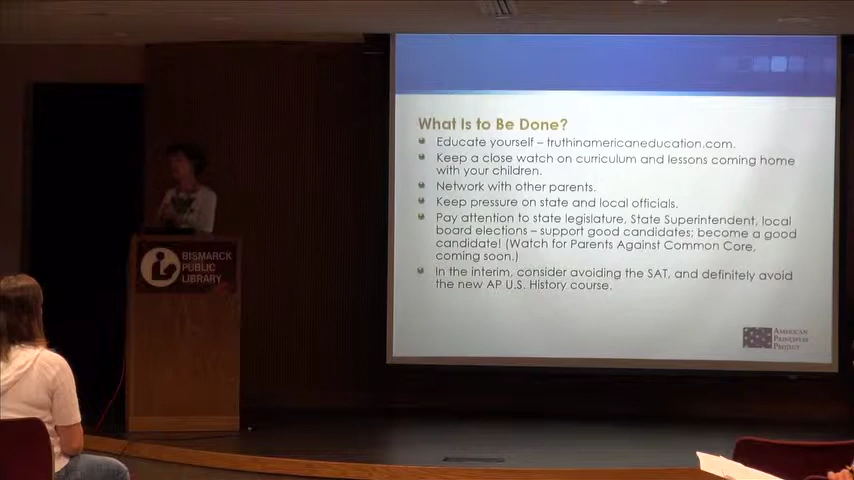 What Is to Be Done?
Educate yourself – truthinamericaneducation.com.
Keep a close watch on curriculum and lessons coming home
with your children.
Network with other parents.
Keep pressure on state and local officials.
Pay attention to state legislature, State Superintendent, local
board elections – support good candidates; become a good
candidate! (Watch for Parents Against Common Core,
coming soon.)
In the interim, consider avoiding the SAT, and definitely avoid
the new AP U.S. History course.
AMERICAN
PRINCIPLES
PROJECT
BISMARCK
PUBLIC
LIBRARY